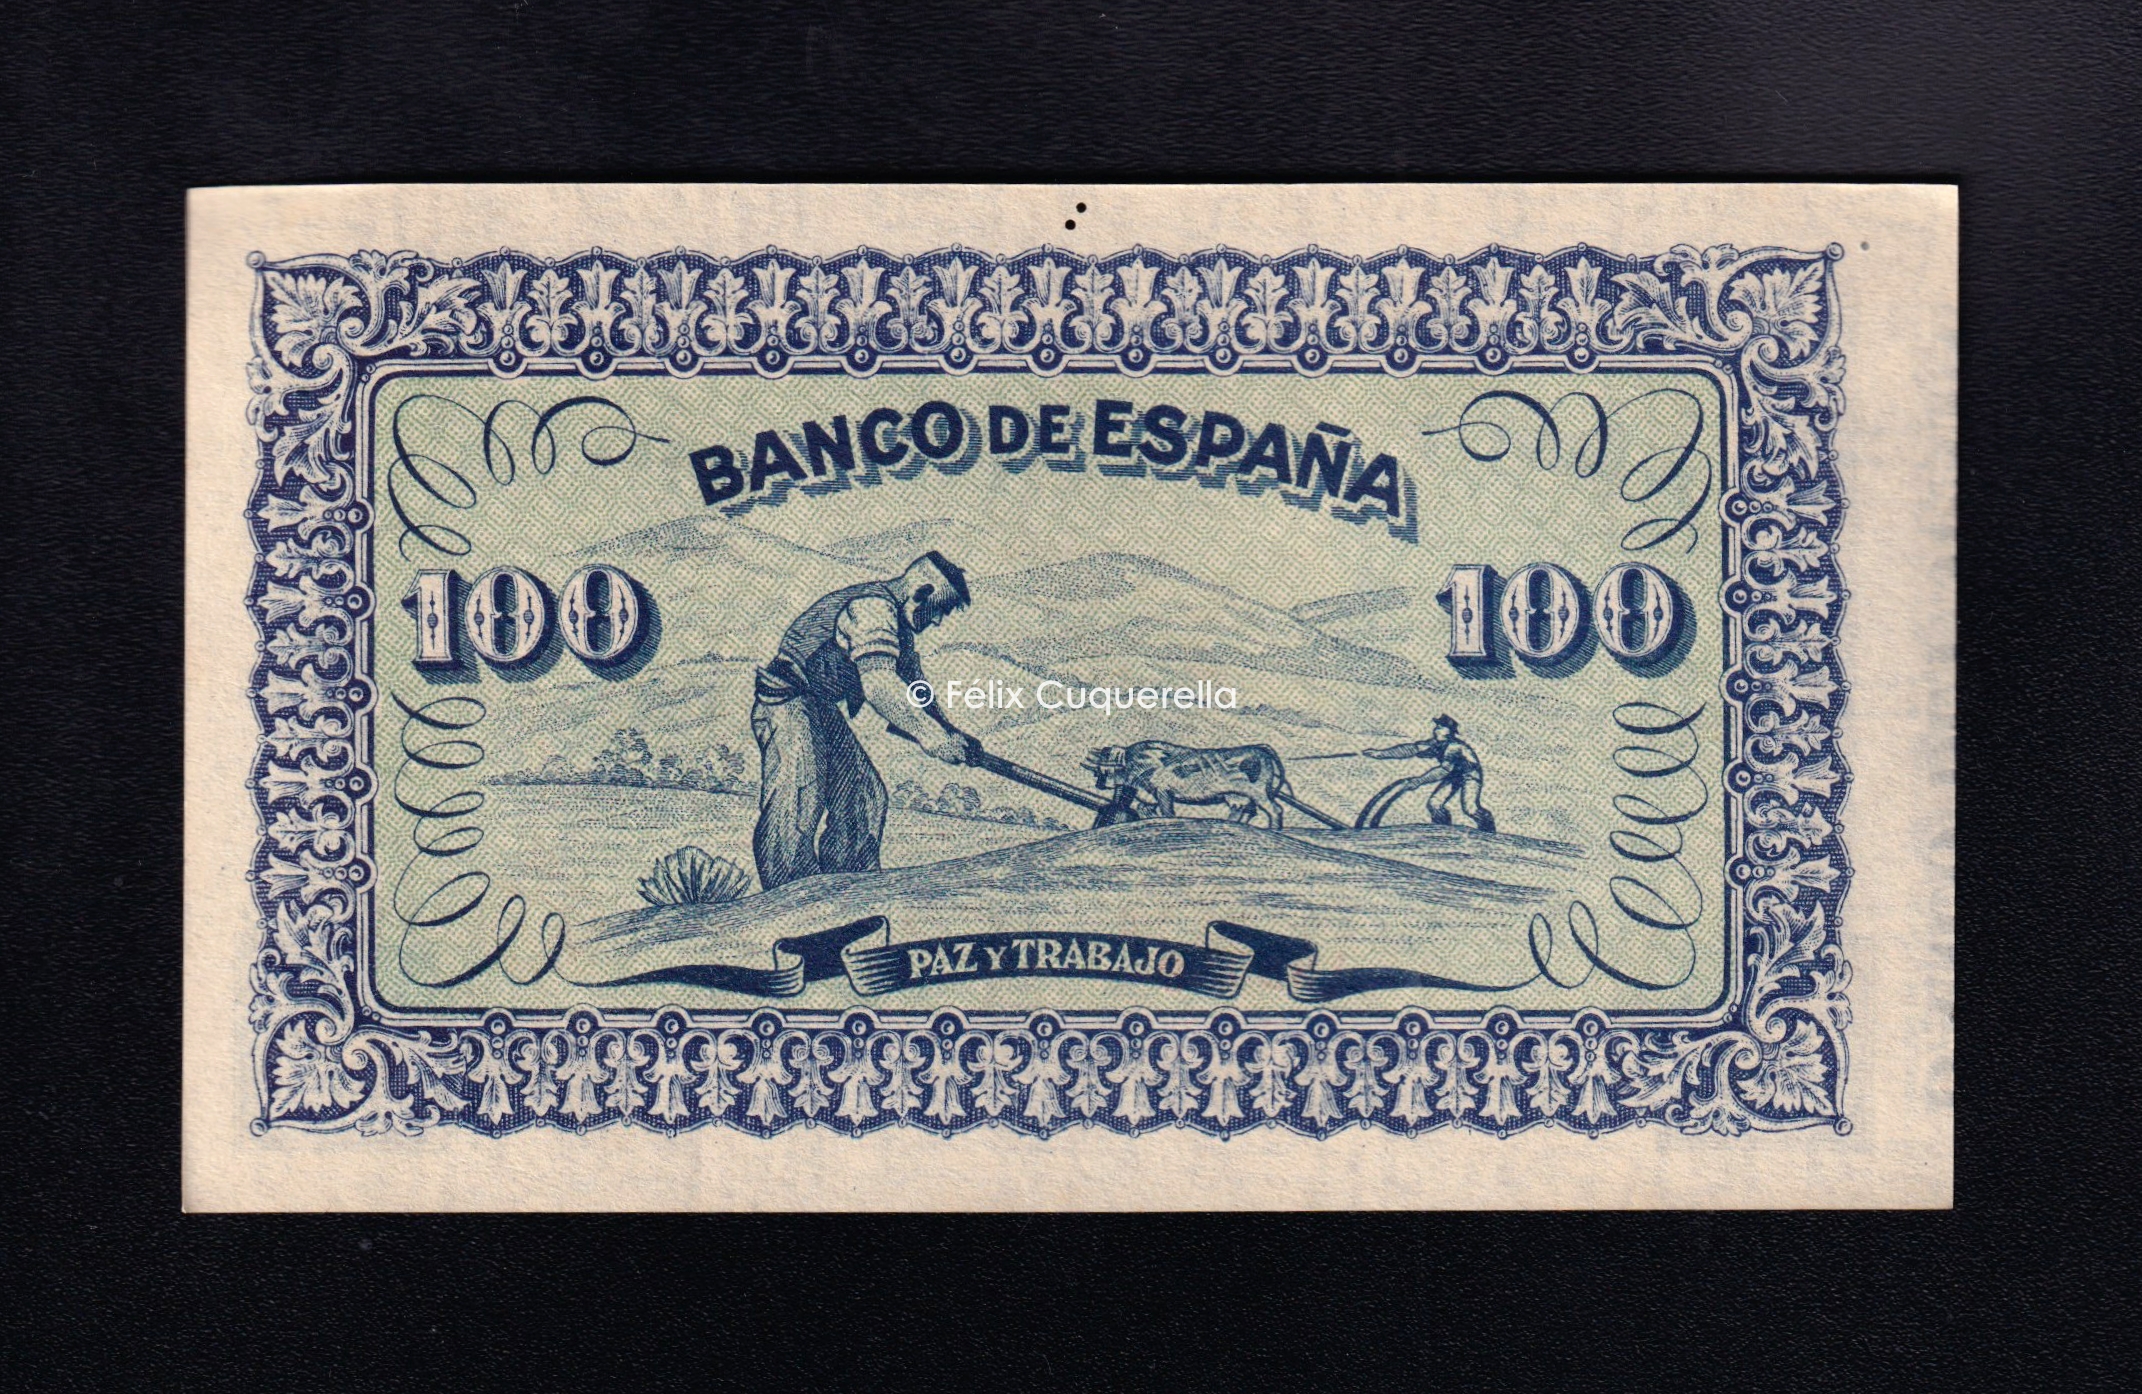 BANCO DE ESPAÑA
100
100
© Félix Cuquerella
PAZ Y TRABAJO